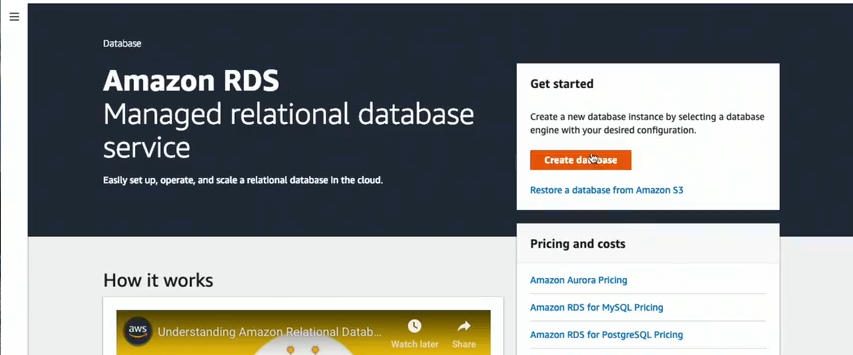 Database
Amazon RDS
Managed relational database
service
Easily set up, operate, and scale a relational database in the cloud.
Get started
Create a new database instance by selecting a database
engine with your desired configuration.
Create database
Restore a database from Amazon S3
Pricing and costs
Amazon Aurora Pricing
Amazon RDS for MySQL Pricing
Amazon RDS for PostgreSQL Pricing
How it works
aws
Understanding Amazon Relational Datab...
Watch later
Share